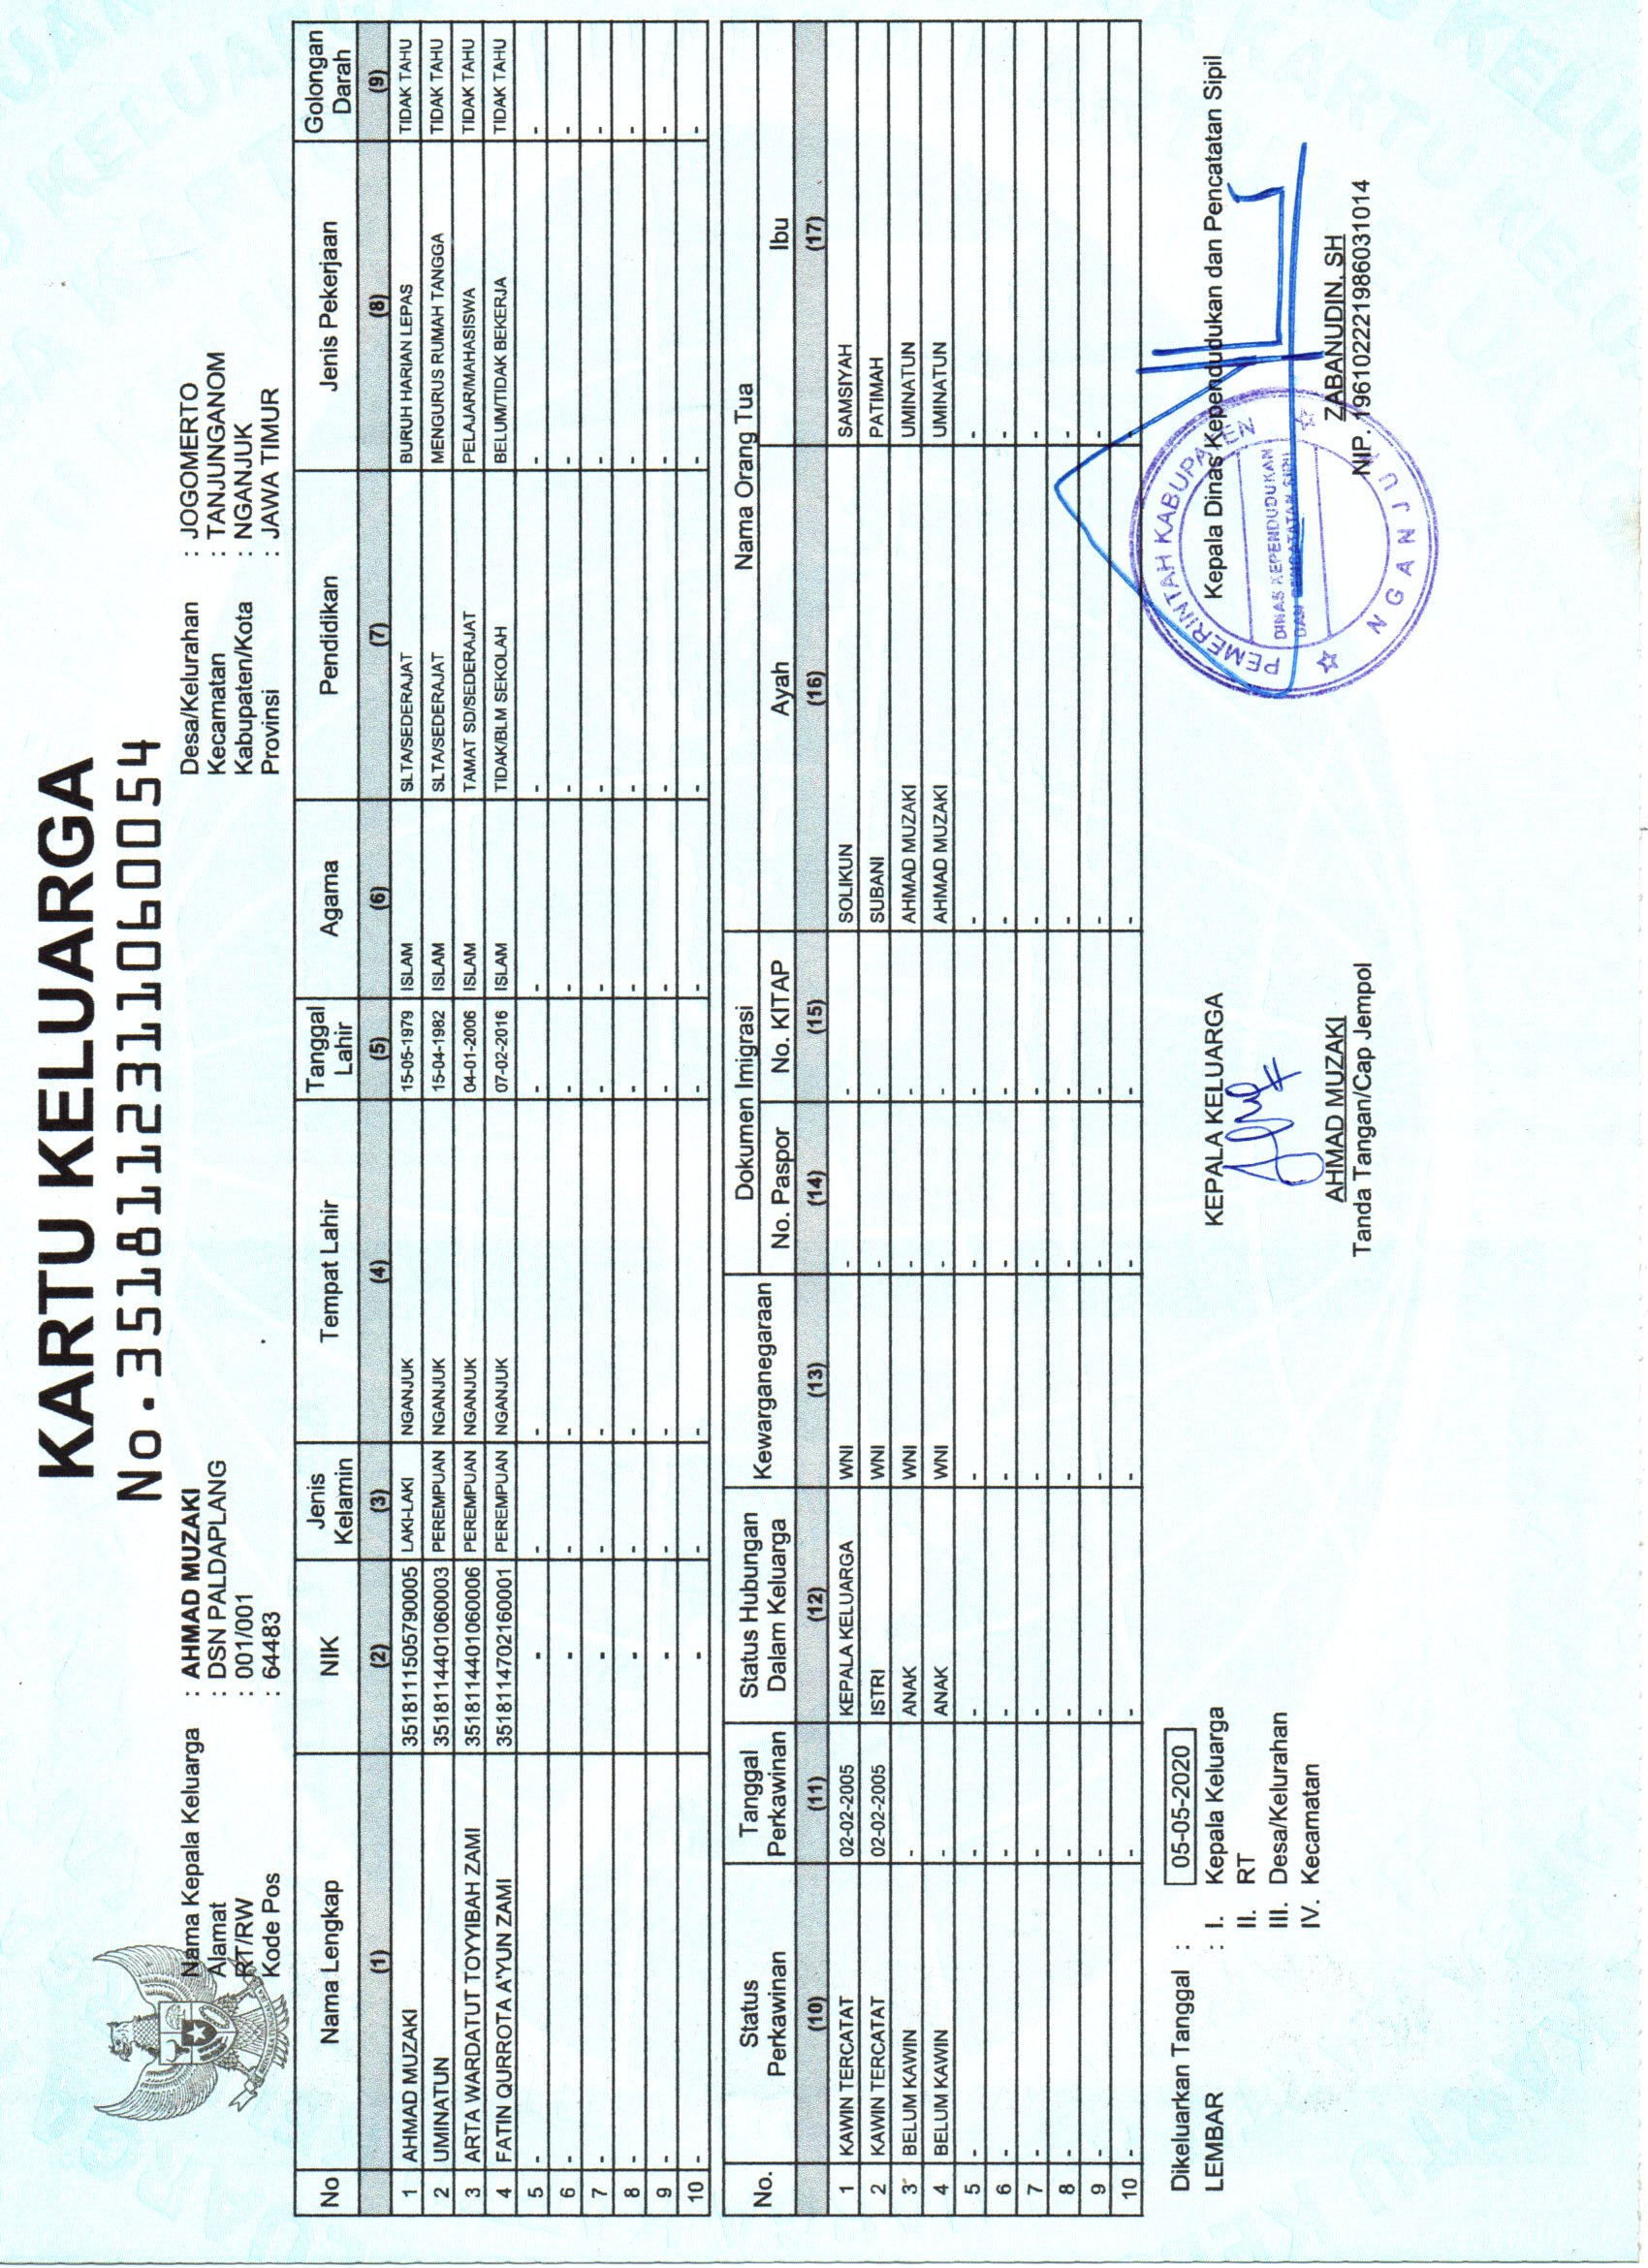 KARTU KELUARGA
No.3518112311060054
Nama Kepala Keluarga : AHMAD MUZAKI
Alamat : DSN PALDAPLANG
RT/RW : 001/001
Kode Pos : 64483
Desa/Kelurahan : JOGOMERTO
Kecamatan : TANJUNGANOM
Kabupaten/Kota : NGANJUK
Provinsi : JAWA TIMUR
BHINNEKA TUNGGAL IKA
No Nama Lengkap NIK Jenis Kelamin Tempat Lahir Tanggal Lahir Agama Pendidikan Jenis Pekerjaan Golongan Darah
(1) (2) (3) (4) (5) (6) (7) (8) (9)
1 AHMAD MUZAKI 3518111505790005 LAKI-LAKI NGANJUK 15-05-1979 ISLAM SLTA/SEDERAJAT BURUH HARIAN LEPAS TIDAK TAHU
2 UMINATUN 3518114401060003 PEREMPUAN NGANJUK 15-04-1982 ISLAM SLTA/SEDERAJAT MENGURUS RUMAH TANGGA TIDAK TAHU
3 ARTA WARDATUT TOYYIBAH ZAMI 3518114401060006 PEREMPUAN NGANJUK 04-01-2006 ISLAM TAMAT SD/SEDERAJAT PELAJAR/MAHASISWA TIDAK TAHU
4 FATIN QURROTA A'YUN ZAMI 3518114702160001 PEREMPUAN NGANJUK 07-02-2016 ISLAM TIDAK/BLM SEKOLAH BELUM/TIDAK BEKERJA TIDAK TAHU
5 - - - - - - - - -
6 - - - - - - - - -
7 - - - - - - - - -
8 - - - - - - - - -
9 - - - - - - - - -
10 - - - - - - - - -
No. Status Perkawinan Tanggal Perkawinan Status Hubungan Dalam Keluarga Kewarganegaraan Dokumen Imigrasi Nama Orang Tua
No. Paspor No. KITAP Ayah Ibu
(10) (11) (12) (13) (14) (15) (16) (17)
1 KAWIN TERCATAT 02-02-2005 KEPALA KELUARGA WNI - - SOLIKUN SAMSIYAH
2 KAWIN TERCATAT 02-02-2005 ISTRI WNI - - SUBANI PATIMAH
3 BELUM KAWIN - ANAK WNI - - AHMAD MUZAKI UMINATUN
4 BELUM KAWIN - ANAK WNI - - AHMAD MUZAKI UMINATUN
5 - - - - - - - -
6 - - - - - - - -
7 - - - - - - - -
8 - - - - - - - -
9 - - - - - - - -
10 - - - - - - - -
Dikeluarkan Tanggal : 05-05-2020
LEMBAR : I. Kepala Keluarga
II. RT
III. Desa/Kelurahan
IV. Kecamatan
KEPALA KELUARGA
AHMAD MUZAKI
Tanda Tangan/Cap Jempol
Kepala Dinas Kependudukan dan Pencatatan Sipil
PEMERINTAH KABUPATEN
DINAS KEPENDUDUKAN
DAN PENCATATAN SIPIL
NGANJUK
ZABANUDIN, SH
NIP. 196102221986031014